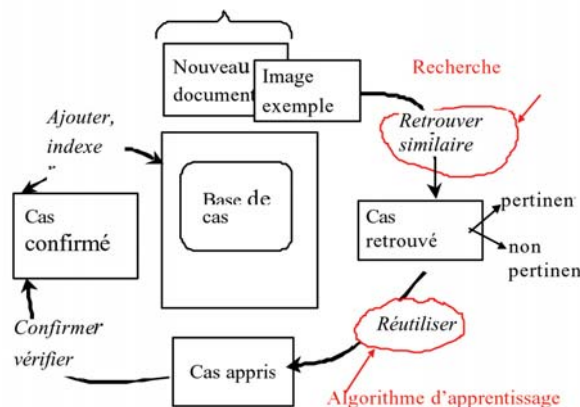 Nouveau
document
Image
exemple
Recherche
Ajouter,
indexe
r
Retrouver
similaire
Base de
cas
Cas
confirmé
Cas
retrouvé
pertinen
non
pertinen
Confirmer
vérifier
Réutiliser
Cas appris
Algorithme d'apprentissage